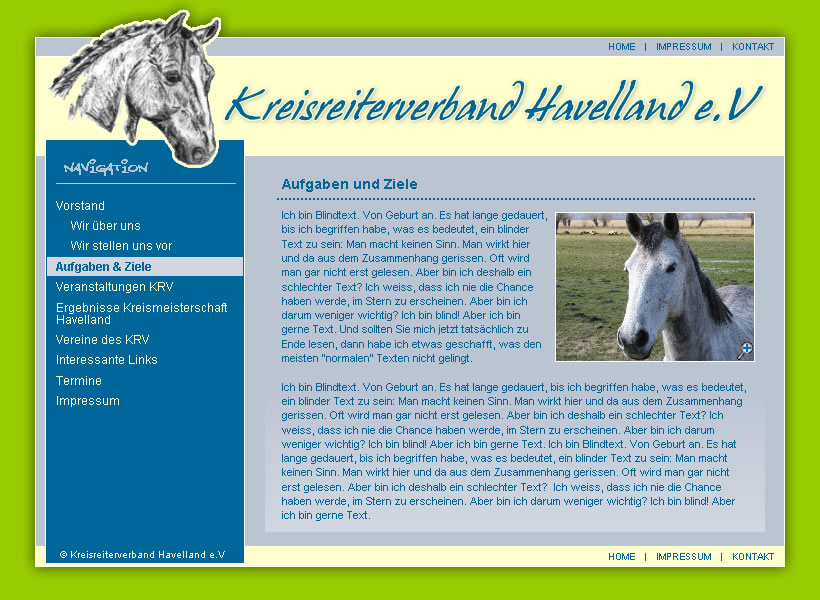 HOME | IMPRESSUM | KONTAKT
Kreisreiterverband Havelland e.V
NAVIGATION
Vorstand
Wir über uns
Wir stellen uns vor
Aufgaben & Ziele
Veranstaltungen KRV
Ergebnisse Kreismeisterschaft
Havelland
Vereine des KRV
Interessante Links
Termine
Impressum
Aufgaben und Ziele
Ich bin Blindtext. Von Geburt an. Es hat lange gedauert,
bis ich begriffen habe, was es bedeutet, ein blinder
Text zu sein: Man macht keinen Sinn. Man wirkt hier
und da aus dem Zusammenhang gerissen. Oft wird
man gar nicht erst gelesen. Aber bin ich deshalb ein
schlechter Text? Ich weiss, dass ich nie die Chance
haben werde, im Stern zu erscheinen. Aber bin ich
darum weniger wichtig? Ich bin blind! Aber ich bin
gerne Text. Und sollten Sie mich jetzt tatsächlich zu
Ende lesen, dann habe ich etwas geschafft, was den
meisten "normalen" Texten nicht gelingt.
Ich bin Blindtext. Von Geburt an. Es hat lange gedauert, bis ich begriffen habe, was es bedeutet,
ein blinder Text zu sein: Man macht keinen Sinn. Man wirkt hier und da aus dem Zusammenhang
gerissen. Oft wird man gar nicht erst gelesen. Aber bin ich deshalb ein schlechter Text? Ich
weiss, dass ich nie die Chance haben werde, im Stern zu erscheinen. Aber bin ich darum
weniger wichtig? Ich bin blind! Aber ich bin gerne Text. Ich bin Blindtext. Von Geburt an. Es hat
lange gedauert, bis ich begriffen habe, was es bedeutet, ein blinder Text zu sein: Man macht
keinen Sinn. Man wirkt hier und da aus dem Zusammenhang gerissen. Oft wird man gar nicht
erst gelesen. Aber bin ich deshalb ein schlechter Text? Ich weiss, dass ich nie die Chance
haben werde, im Stern zu erscheinen. Aber bin ich darum weniger wichtig? Ich bin blind! Aber
ich bin gerne Text.
© Kreisreiterverband Havelland e.V
HOME | IMPRESSUM | KONTAKT